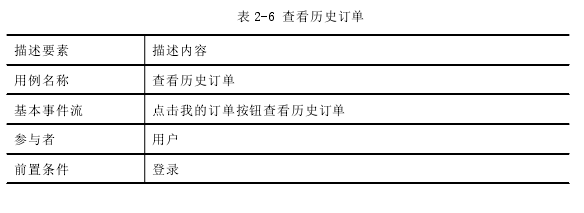 表 2-6 查看历史订单
描述要素 描述内容
用例名称 查看历史订单
基本事件流 点击我的订单按钮查看历史订单
参与者 用户
前置条件 登录